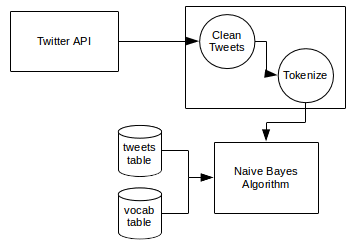 Twitter API
Clean
Tweets
Tokenize
tweets
table
Naive Bayes
Algorithm
vocab
table